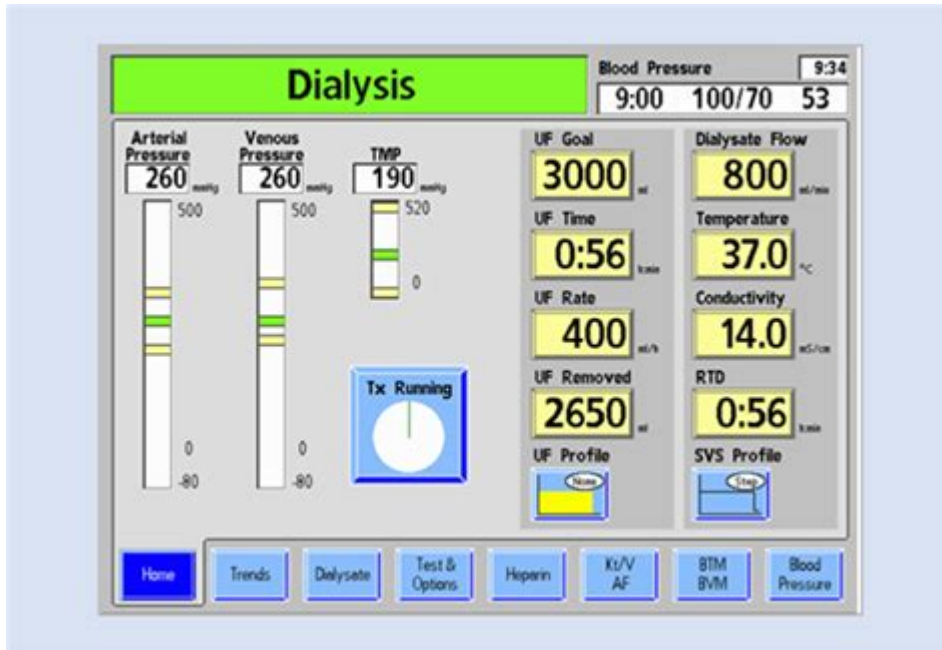 Dialysis
Blood Pressure 9:34
9:00 100/70 53
Arterial Pressure
260 mmHg
500
0
-80
Venous Pressure
260 mmHg
500
0
-80
TMP
190 mmHg
520
0
Tx Running
UF Goal
3000 ml
UF Time
0:56 h:min
UF Rate
400 ml/h
UF Removed
2650 ml
UF Profile
None
Dialysate Flow
800 ml/min
Temperature
37.0 °C
Conductivity
14.0 mS/cm
RTD
0:56 h:min
SVS Profile
Step
Home
Trends
Dialysate
Test &
Options
Heparin
Kt/V
AF
BTM
BVM
Blood
Pressure